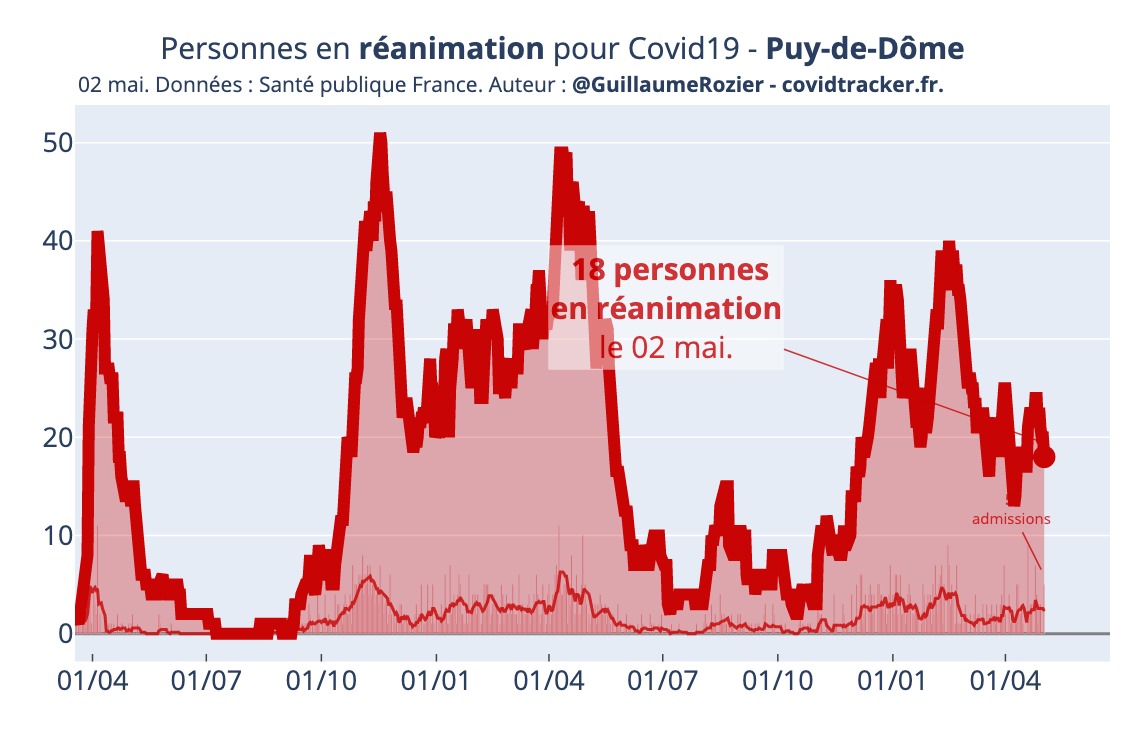 Personnes en réanimation pour Covid19 - Puy-de-Dôme
02 mai. Données : Santé publique France. Auteur : @GuillaumeRozier - covidtracker.fr.
50
40
30
20
10
0
18 personnes
en réanimation
le 02 mai.
admissions
01/04
01/07
01/10
01/01
01/04
01/07
01/10
01/01
01/04